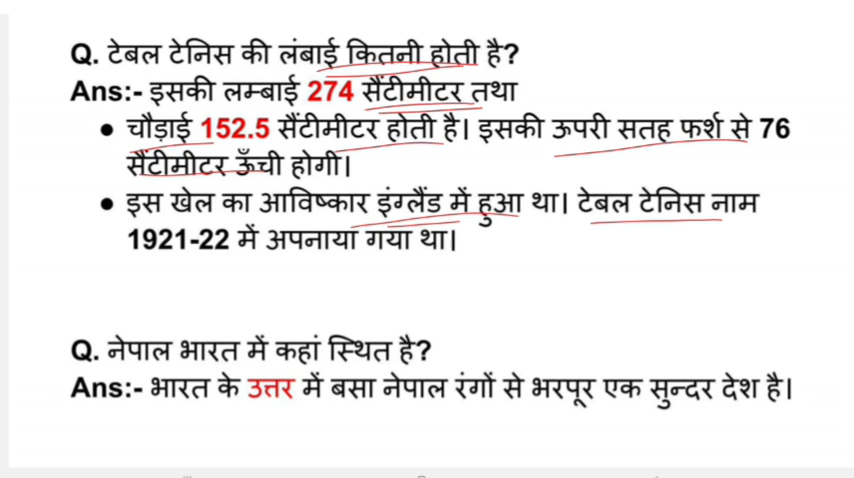 Q. टेबल टेनिस की लंबाई कितनी होती है?
Ans:- इसकी लम्बाई 274 सैंटीमीटर तथा
● चौड़ाई 152.5 सैंटीमीटर होती है। इसकी ऊपरी सतह फर्श से 76
सैंटीमीटर ऊँची होगी।
● इस खेल का आविष्कार इंग्लैंड में हुआ था। टेबल टेनिस नाम
1921-22 में अपनाया गया था।
Q. नेपाल भारत में कहां स्थित है?
Ans:- भारत के उत्तर में बसा नेपाल रंगों से भरपूर एक सुन्दर देश है।